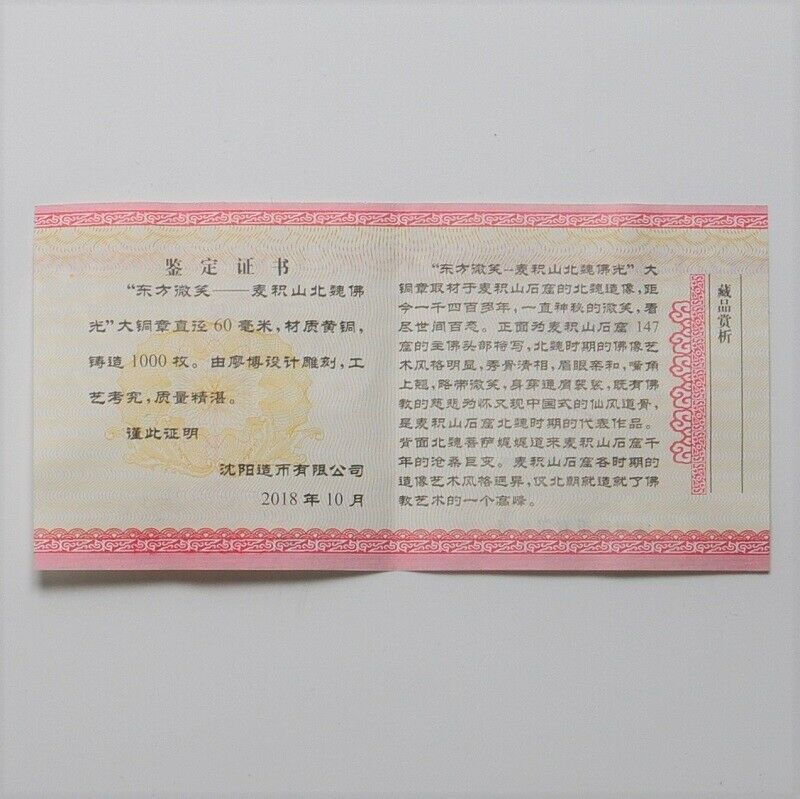 鉴定证书
“东方微笑——麦积山北魏佛
光”大铜章直径60毫米，材质黄铜，
铸造1000枚。由廖博设计雕刻，工
艺考究，质量精湛。
谨此证明
沈阳造币有限公司
2018年10月
“东方微笑--麦积山北魏佛光”大
铜章取材于麦积山石窟的北魏造像，距
今一千四百多年，一直神秘的微笑，看
尽世间百态。正面为麦积山石窟147
窟的主佛头部特写，北魏时期的佛像艺
术风格明显，秀骨清相，眉眼柔和，嘴角
上翘，略带微笑，身穿通肩袈裟，既有佛
教的慈悲为怀又现中国式的仙风道骨，
是麦积山石窟北魏时期的代表作品。
背面北魏菩萨娓娓道来麦积山石窟千
年的沧桑巨变。麦积山石窟各时期的
造像艺术风格迥异，仅北朝就造就了佛
教艺术的一个高峰。
藏品赏析